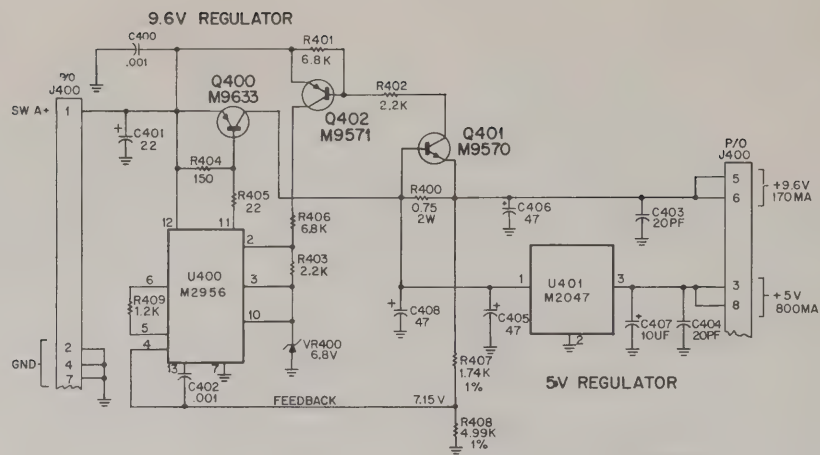 9.6V REGULATOR
C400
.001
R401
6.8K
P/O
J400
SW A+
1
Q400
M9633
Q402
M9571
R402
2.2K
Q401
M9570
P/O
J400
+
C401
22
R404
150
R405
22
R406
6.8K
R400
0.75
2W
+
C406
47
C403
20PF
5
6
+9.6V
170MA
12
11
2
U400
M2956
R403
2.2K
6
3
R409
1.2K
5
10
4
1
U401
M2047
3
2
3
8
+5V
800MA
+
C408
47
+
C405
47
+
C407
10UF
C404
20PF
VR400
6.8V
GND
2
4
7
13
7
C402
.001
R407
1.74K
1%
5V REGULATOR
FEEDBACK
7.15V
R408
4.99K
1%